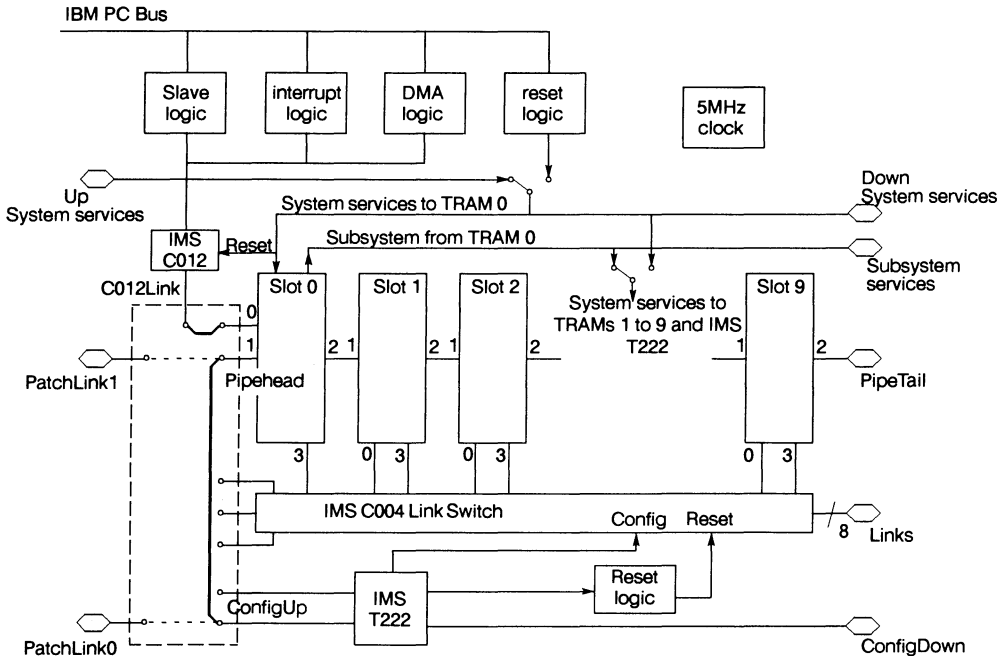 IBM PC Bus
Slave
logic
interrupt
logic
DMA
logic
reset
logic
5MHz
clock
Up
System services
Down
System services
System services to TRAM 0
IMS
C012
Reset
Subsystem from TRAM 0
Subsystem
services
C012Link
Slot 0
Slot 1
Slot 2
System services to
TRAMs 1 to 9 and IMS
T222
Slot 9
0
1
2
1
2
1
2
1
2
PatchLink1
Pipehead
PipeTail
3
0
3
0
3
0
3
IMS C004 Link Switch
Config
Reset
8
Links
IMS
T222
Reset
logic
ConfigUp
PatchLink0
ConfigDown